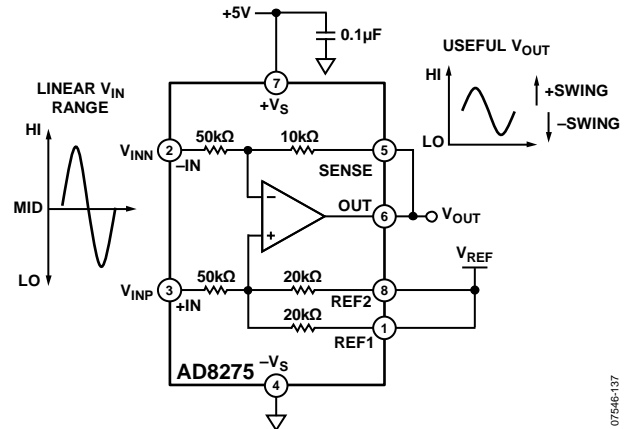 +5V
0.1µF
USEFUL VOUT
HI
LO
+SWING
–SWING
LINEAR VIN
RANGE
HI
MID
LO
7
+VS
50kΩ
10kΩ
VINN
2
–IN
5
SENSE
–
+
OUT
6
VOUT
VREF
50kΩ
20kΩ
VINP
3
+IN
8
REF2
20kΩ
1
REF1
AD8275
–VS
4
07546-137